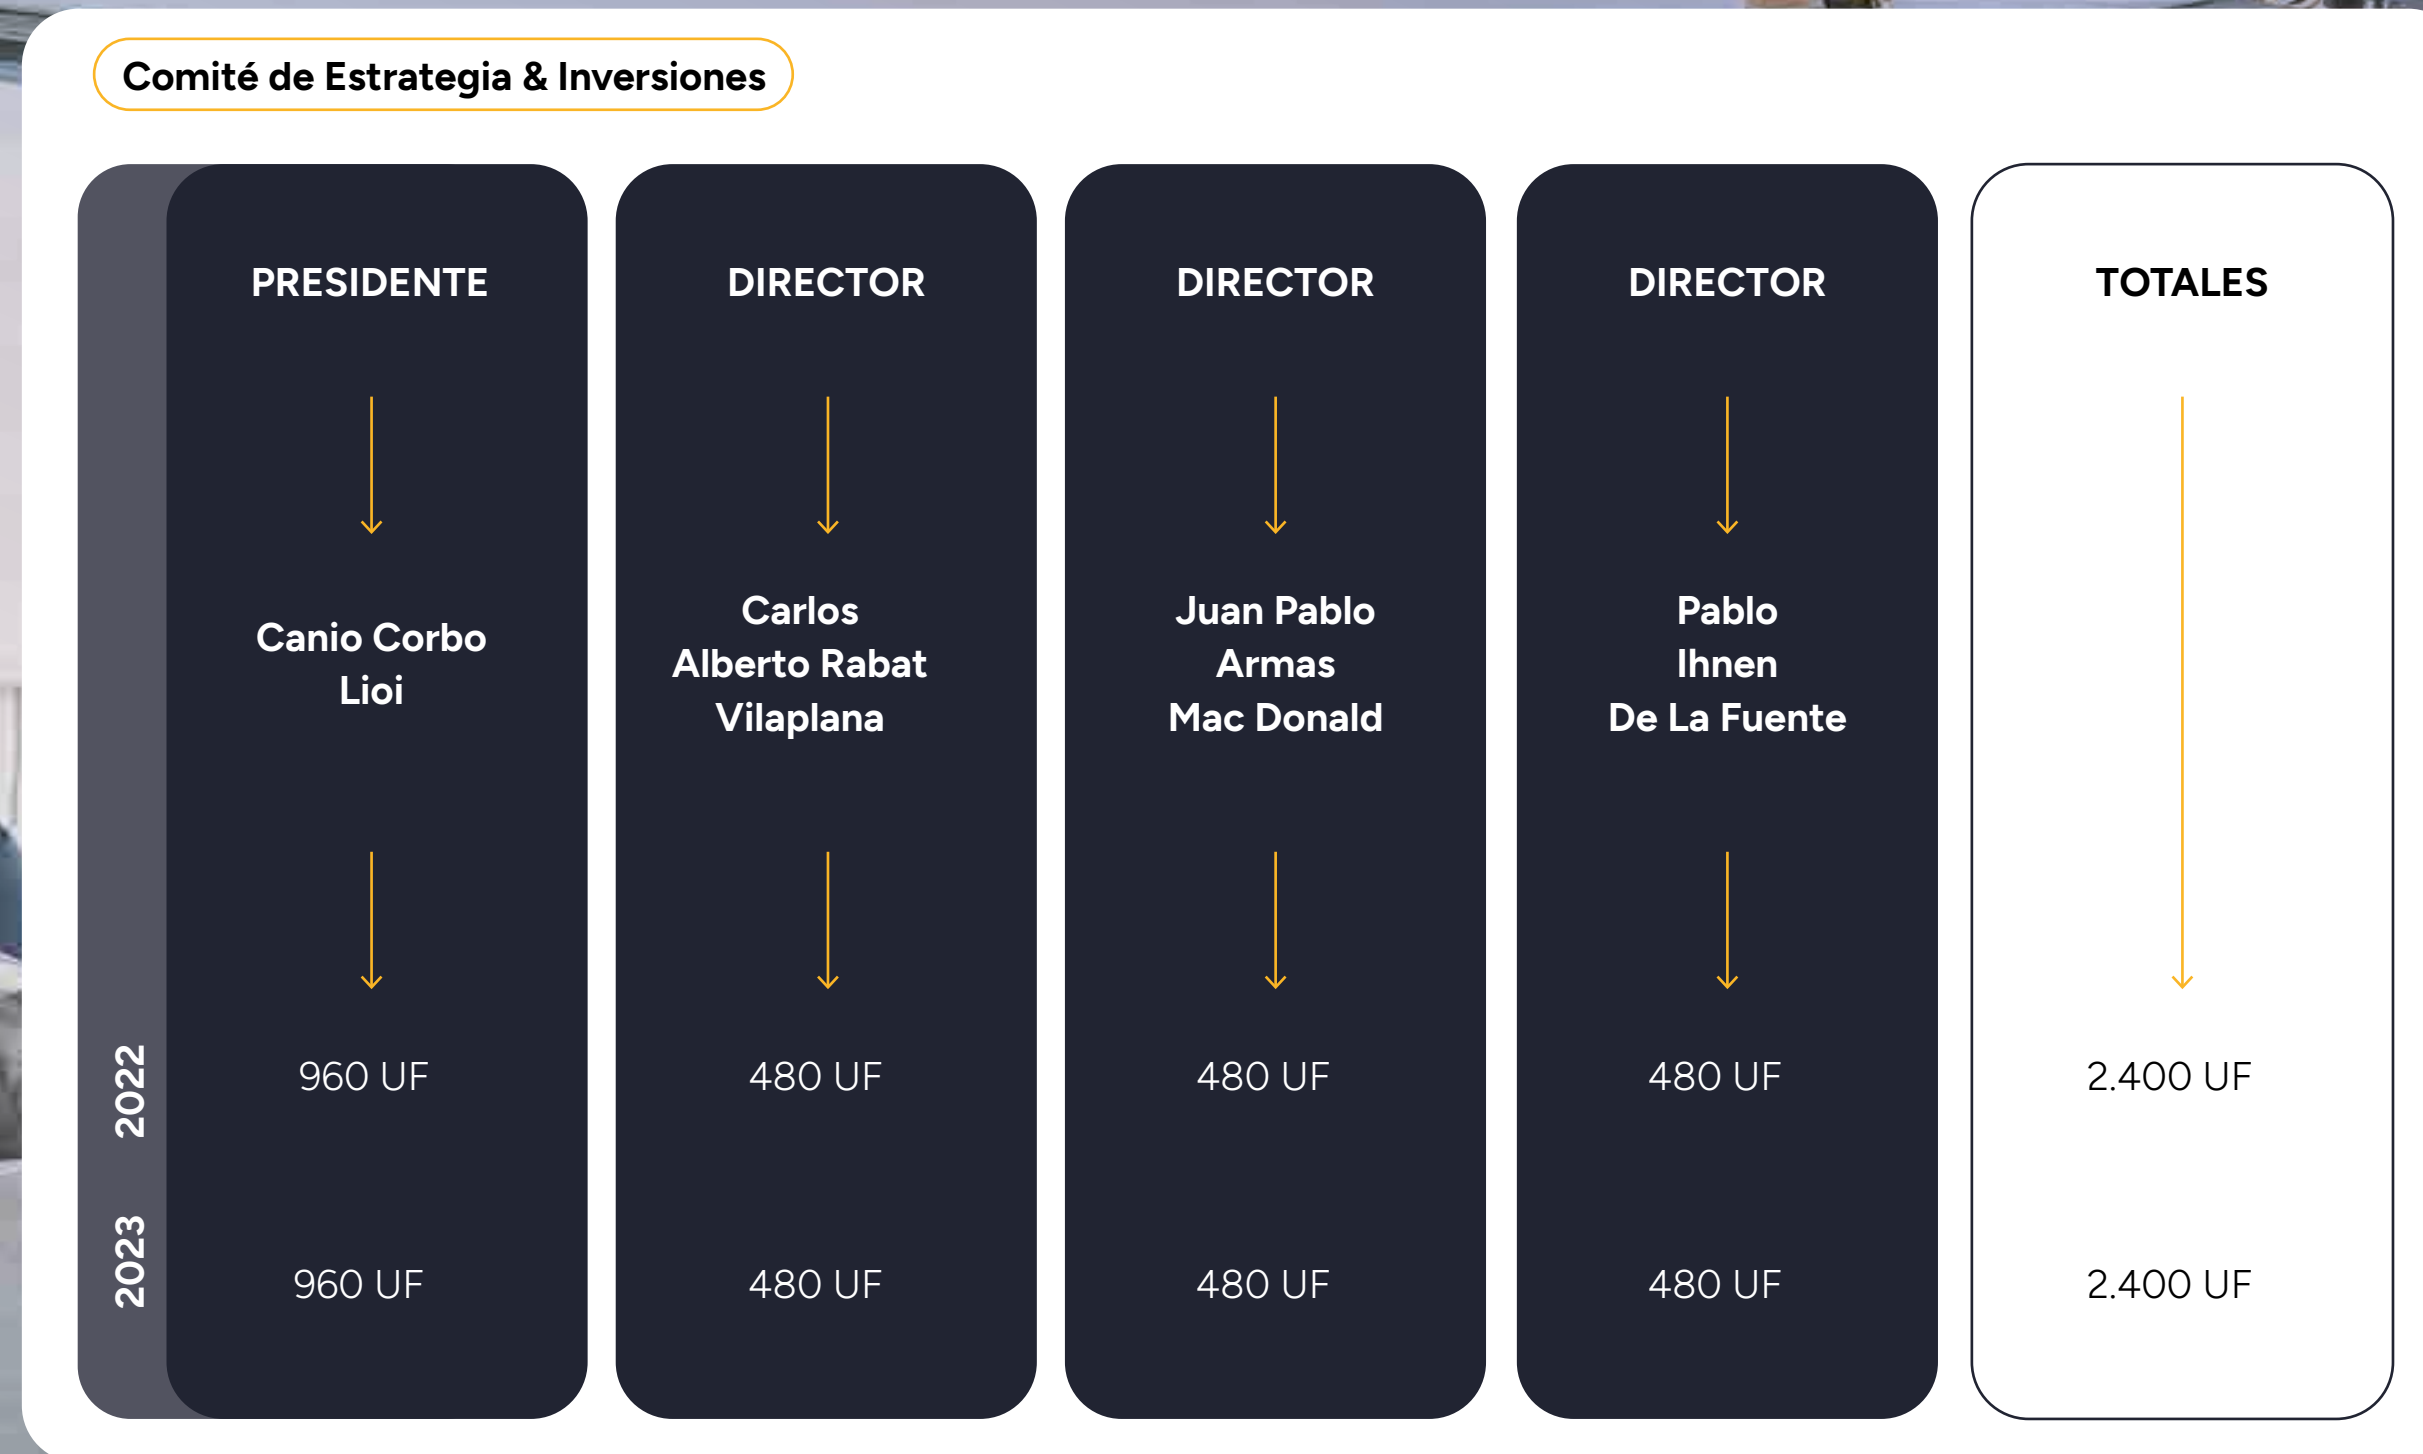 Comité de Estrategia & Inversiones
PRESIDENTE
DIRECTOR
DIRECTOR
DIRECTOR
TOTALES
Canio Corbo
Lioi
Carlos
Alberto Rabat
Vilaplana
Juan Pablo
Armas
Mac Donald
Pablo
Ihnen
De La Fuente
2022
960 UF
480 UF
480 UF
480 UF
2.400 UF
2023
960 UF
480 UF
480 UF
480 UF
2.400 UF